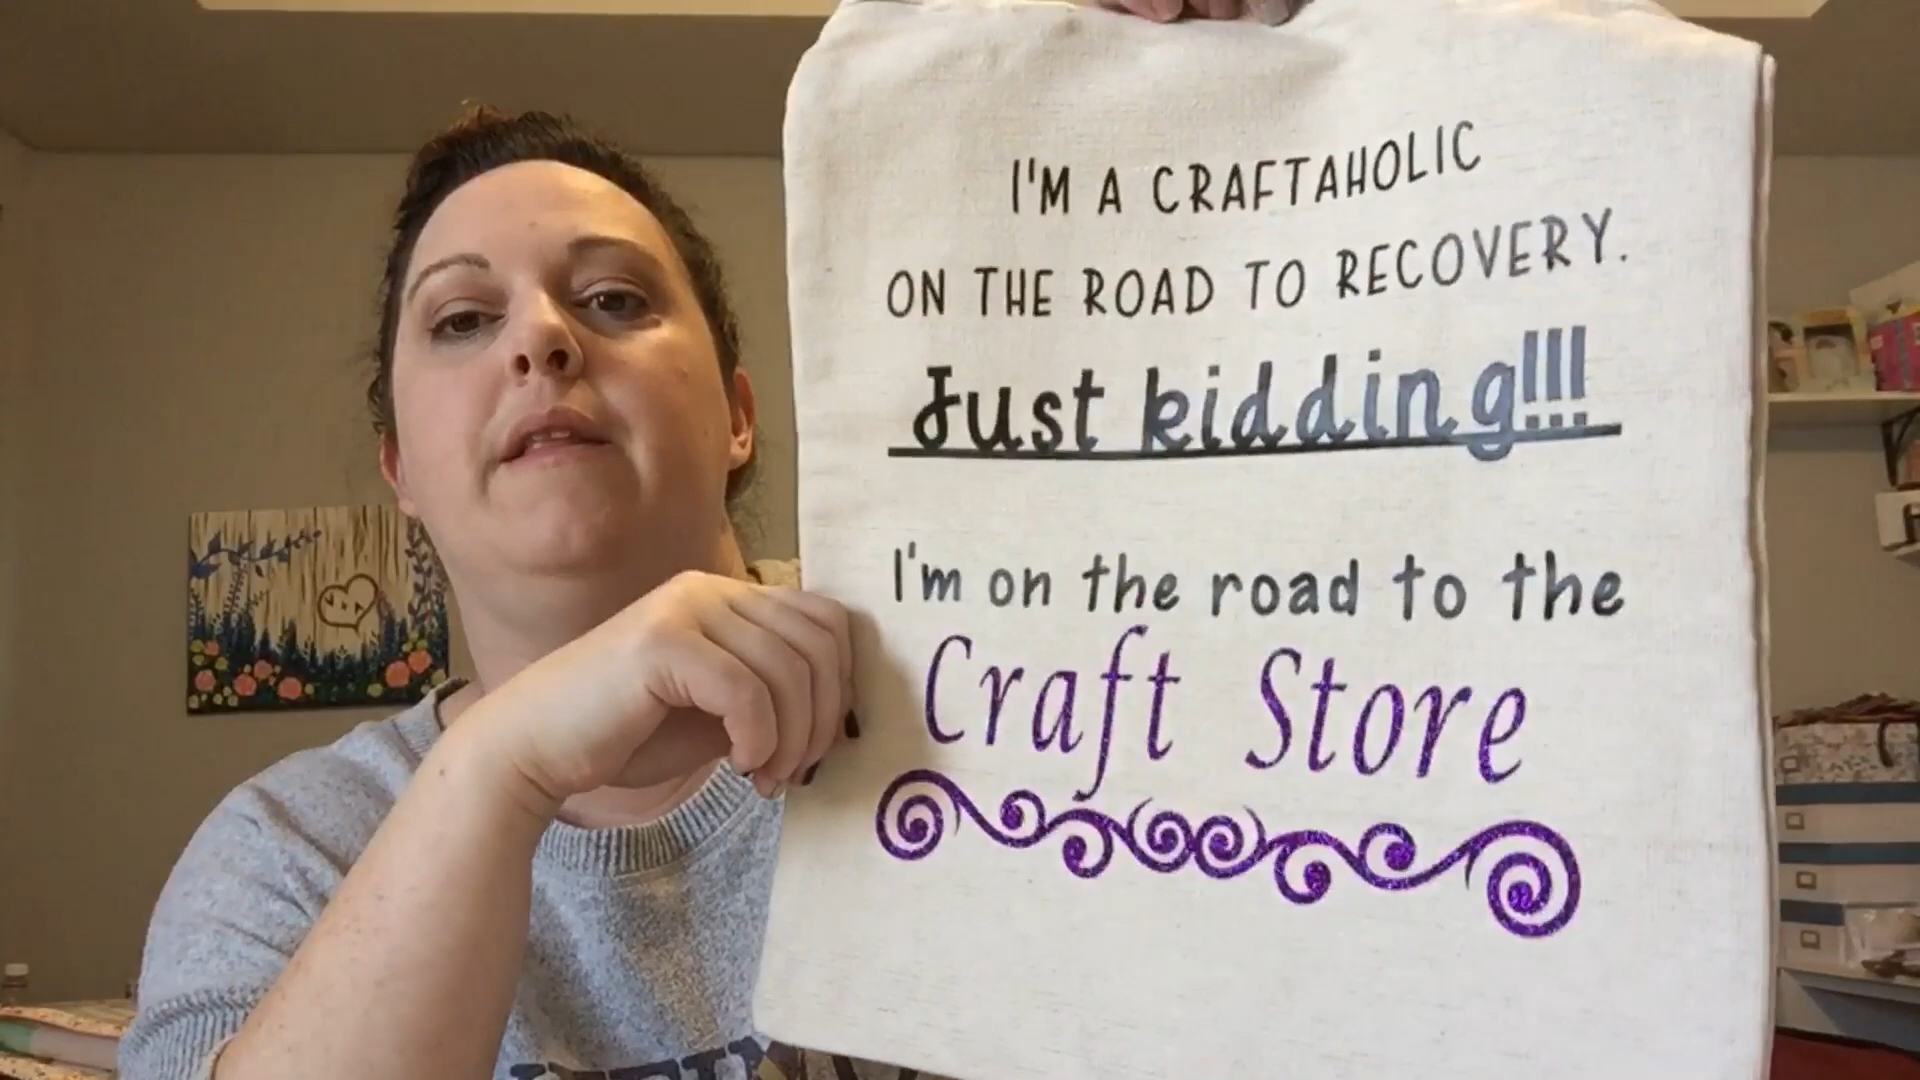 I'M A CRAFTAHOLIC
ON THE ROAD TO RECOVERY.
Just kidding!!!
I'm on the road to the
Craft Store